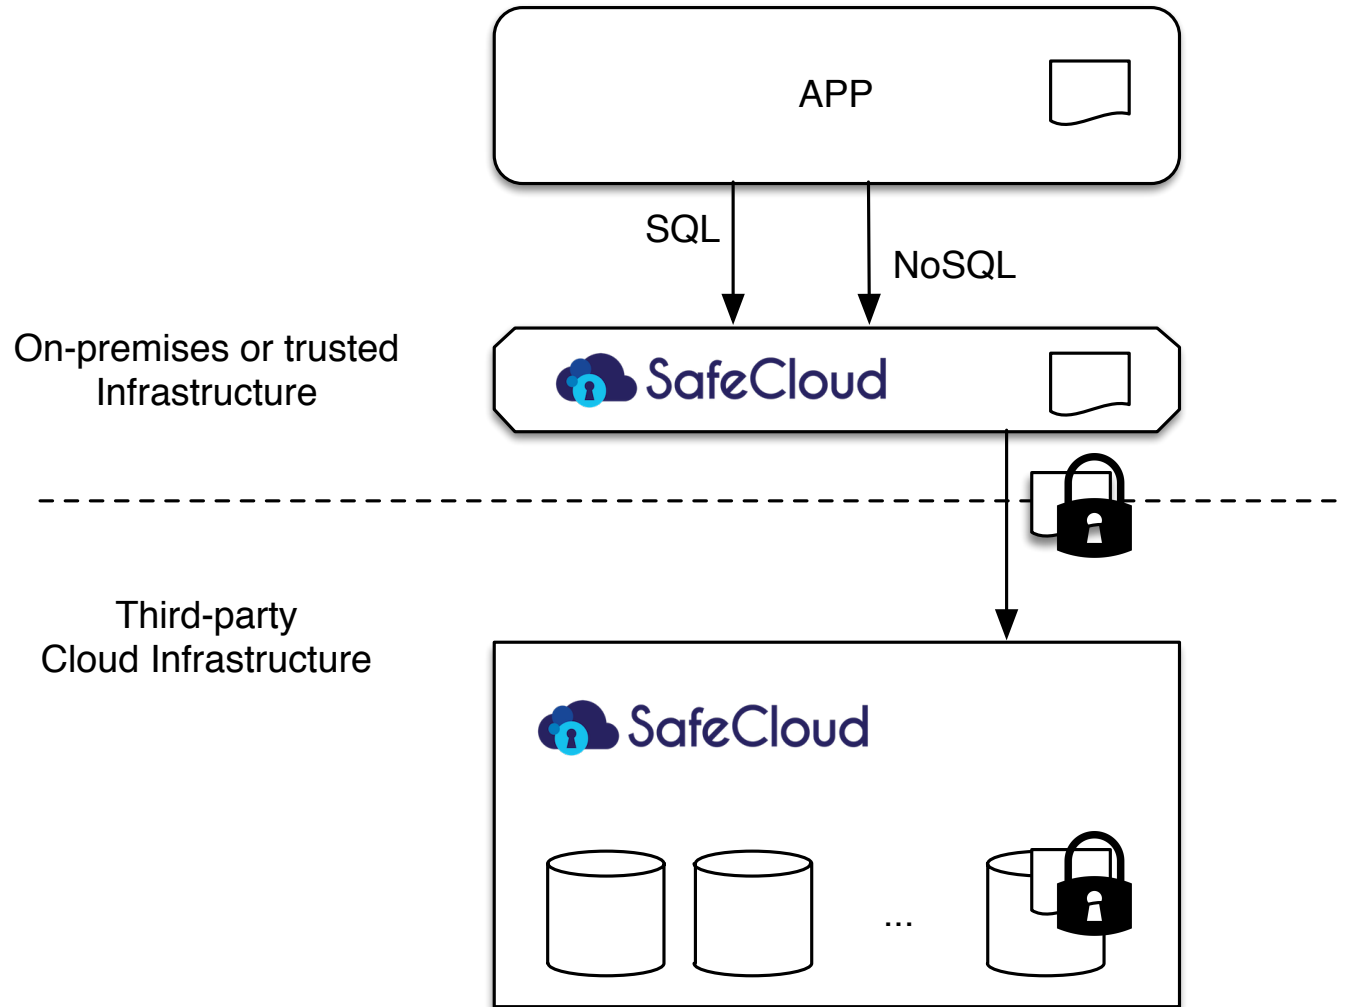 APP
SQL
NoSQL
On-premises or trusted
Infrastructure
SafeCloud
Third-party
Cloud Infrastructure
SafeCloud
...